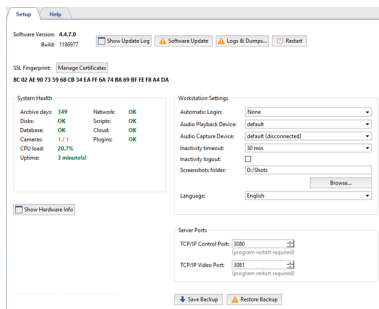 Setup Help
Software Version: 4.4.7.0
Build: 1186977
Show Update Log Software Update Logs & Dumps... Restart
SSL Fingerprint: Manage Certificates
8C 02 AE 90 73 59 68 CB 34 EA FF 6A 74 BB 69 BF FE F8 A4 DA
System Health
Archive days: 349 Network: OK
Disks: OK Scripts: OK
Database: OK Cloud: OK
Cameras: 1 / 1 Plugins: OK
CPU load: 20.7%
Uptime: 3 minute(s)
Show Hardware Info
Workstation Settings
Automatic Login: None
Audio Playback Device: default
Audio Capture Device: default (disconnected)
Inactivity timeout: 30 min
Inactivity logout:
Screenshots folder: D:/Shots
Browse...
Language: English
Server Ports
TCP/IP Control Port: 3080
(program restart required)
TCP/IP Video Port: 3081
(program restart required)
Save Backup Restore Backup